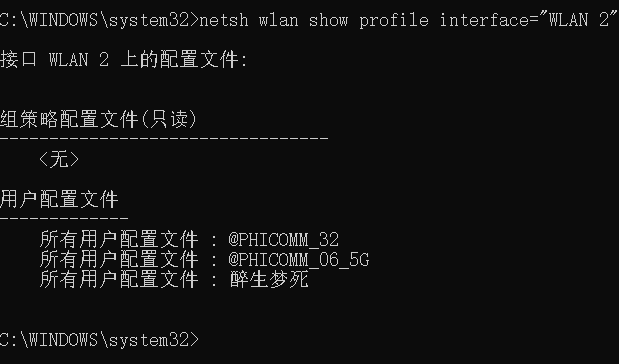 C:\WINDOWS\system32>netsh wlan show profile interface="WLAN 2"
接口 WLAN 2 上的配置文件:
组策略配置文件(只读)
---------------------------------
<无>
用户配置文件
-------------
所有用户配置文件 : @PHICOMM_32
所有用户配置文件 : @PHICOMM_06_5G
所有用户配置文件 : 醉生梦死
C:\WINDOWS\system32>